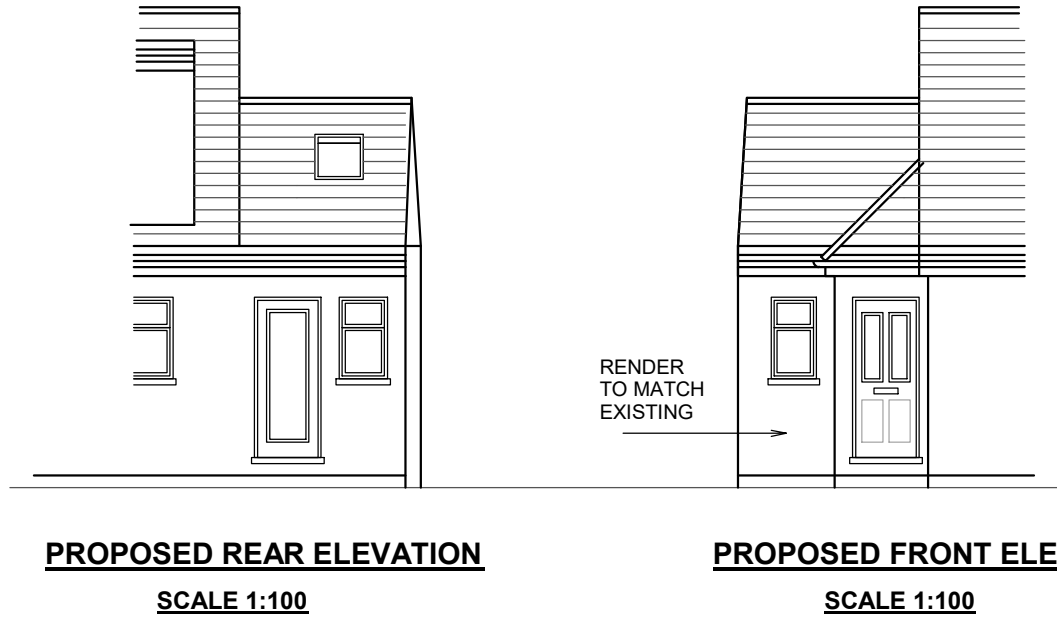 RENDER
TO MATCH
EXISTING
PROPOSED REAR ELEVATION
SCALE 1:100
PROPOSED FRONT ELE
SCALE 1:100